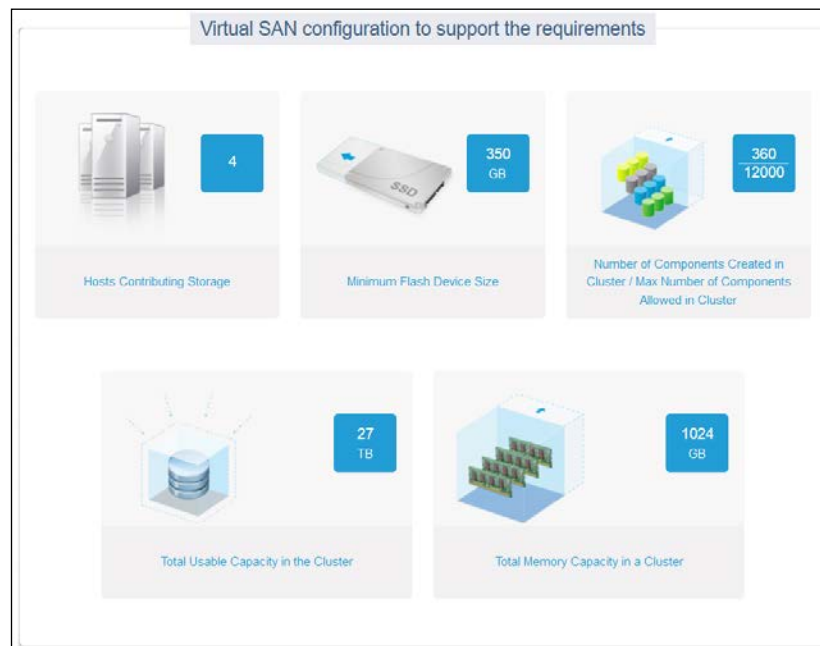 Virtual SAN configuration to support the requirements
4
SSD
350
GB
360
12000
Hosts Contributing Storage
Minimum Flash Device Size
Number of Components Created in
Cluster / Max Number of Components
Allowed in Cluster
27
TB
1024
GB
Total Usable Capacity in the Cluster
Total Memory Capacity in a Cluster